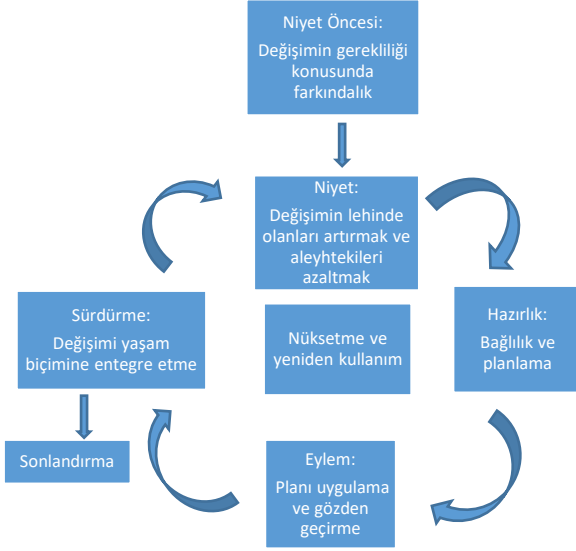 Niyet Öncesi:
Değişimin gerekliliği
konusunda
farkındalık
Niyet:
Değişimin lehinde
olanları artırmak ve
aleyhtekileri
azaltmak
Sürdürme:
Değişimi yaşam
biçimine entegre etme
Nüksetme ve
yeniden kullanım
Hazırlık:
Bağlılık ve
planlama
Sonlandırma
Eylem:
Planı uygulama
ve gözden
geçirme